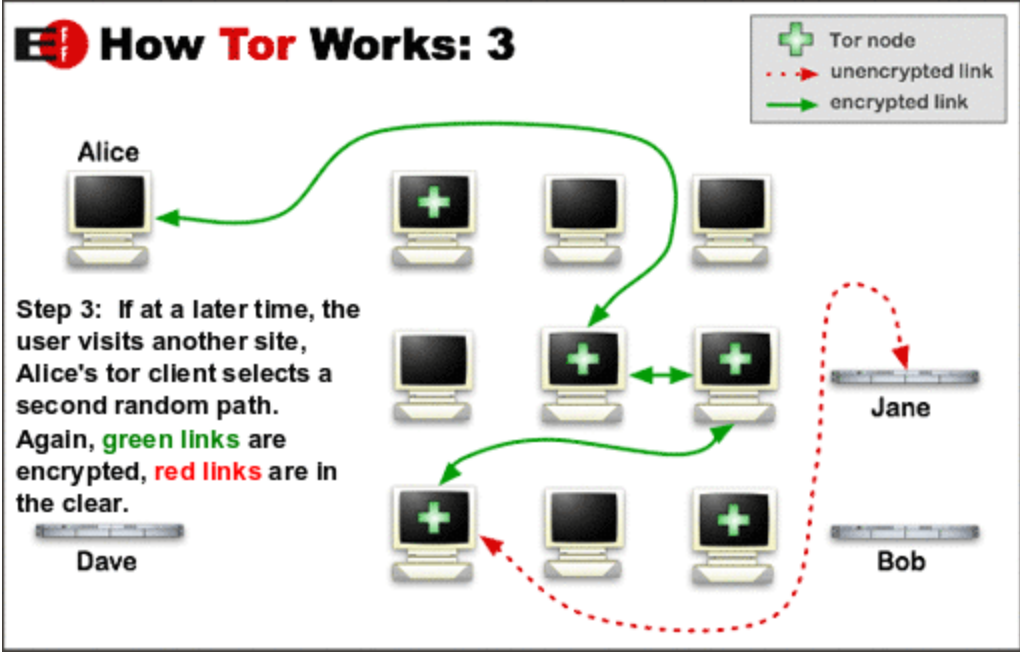 EFF How Tor Works: 3
Tor node
unencrypted link
encrypted link
Alice
Step 3: If at a later time, the
user visits another site,
Alice's tor client selects a
second random path.
Again, green links are
encrypted, red links are in
the clear.
Jane
Dave
Bob